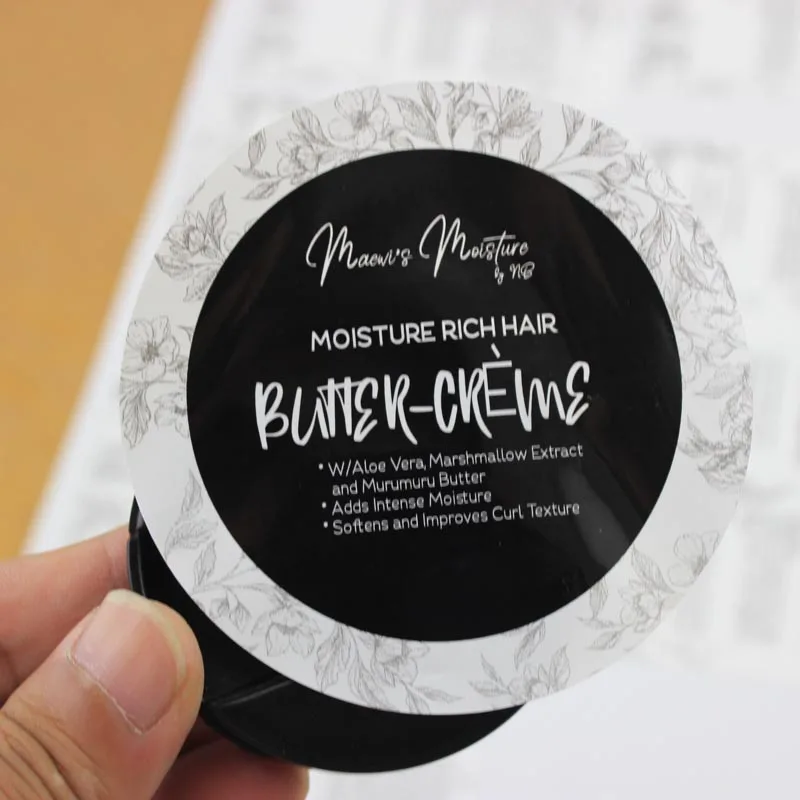 Maewi's Moisture
by NB
MOISTURE RICH HAIR
BUTTER-CRÈME
• W/Aloe Vera, Marshmallow Extract
and Murumuru Butter
• Adds Intense Moisture
• Softens and Improves Curl Texture